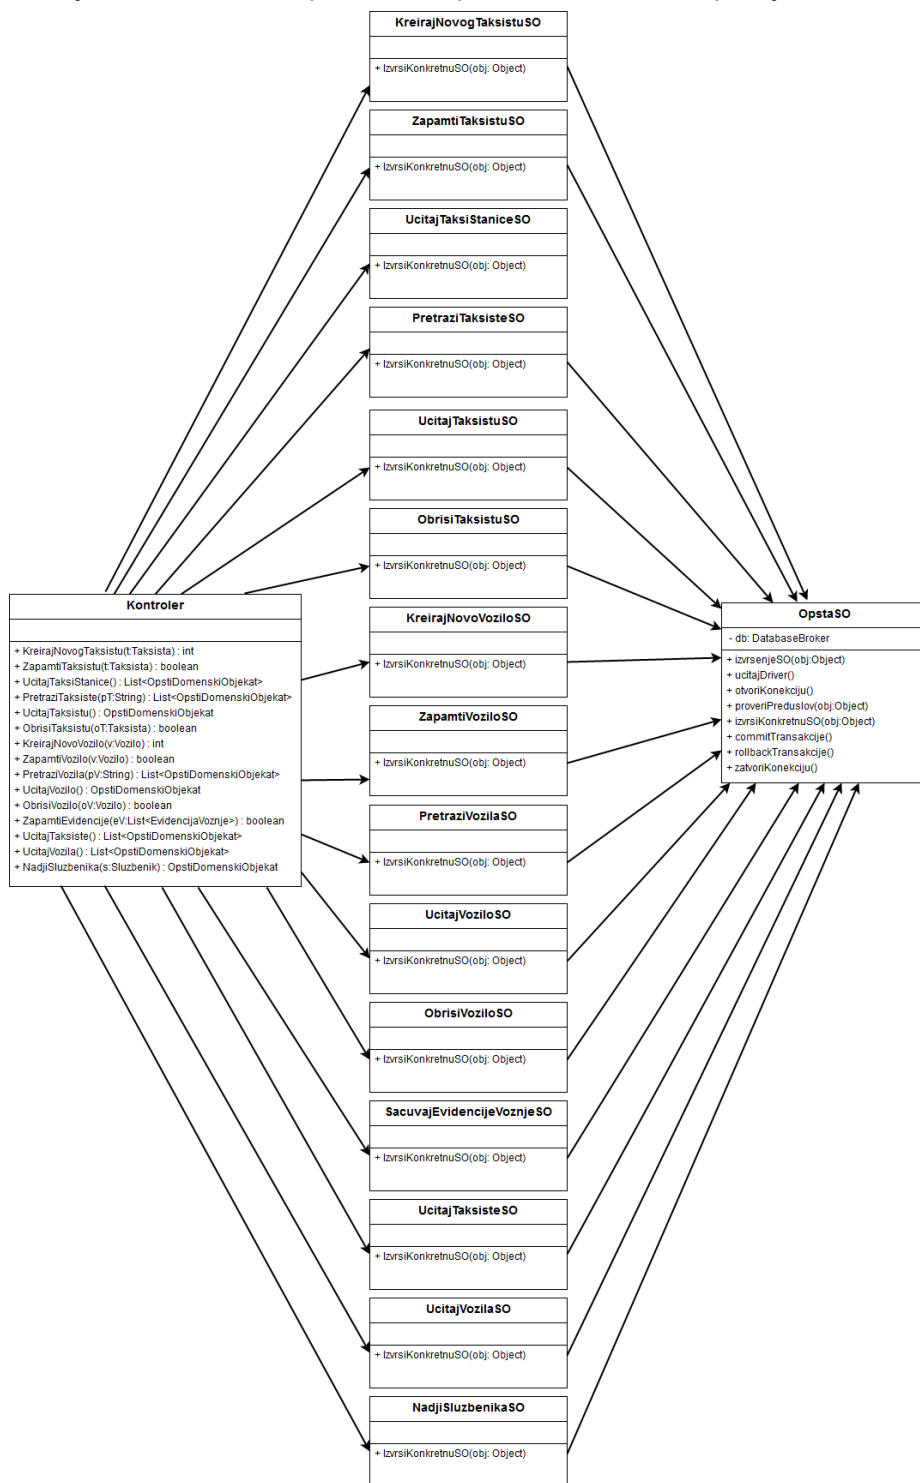 KreirajNovogTaksistuSO
+ IzvrsiKonkretnuSO(obj: Object)
ZapamtiTaksistuSO
+ IzvrsiKonkretnuSO(obj: Object)
UcitajTaksiStaniceSO
+ IzvrsiKonkretnuSO(obj: Object)
PretraziTaksisteSO
+ IzvrsiKonkretnuSO(obj: Object)
UcitajTaksistuSO
+ IzvrsiKonkretnuSO(obj: Object)
ObrisiTaksistuSO
+ IzvrsiKonkretnuSO(obj: Object)
Kontroler
+ KreirajNovogTaksistu(t:Taksista) : int
+ ZapamtiTaksistu(t:Taksista) : boolean
+ UcitajTaksiStanice() : List<OpstiDomenskiObjekat>
+ PretraziTaksiste(pT:String) : List<OpstiDomenskiObjekat>
+ UcitajTaksistu() : OpstiDomenskiObjekat
+ ObrisiTaksistu(oT:Taksista) : boolean
+ KreirajNovoVozilo(v:Vozilo) : int
+ ZapamtiVozilo(v:Vozilo) : boolean
+ PretraziVozila(pV:String) : List<OpstiDomenskiObjekat>
+ UcitajVozilo() : OpstiDomenskiObjekat
+ ObrisiVozilo(oV:Vozilo) : boolean
+ ZapamtiEvidencije(eV:List<EvidencijaVoznje>) : boolean
+ UcitajTaksiste() : List<OpstiDomenskiObjekat>
+ UcitajVozila() : List<OpstiDomenskiObjekat>
+ NadjiSluzbenika(s:Sluzbenik) : OpstiDomenskiObjekat
KreirajNovoVoziloSO
+ IzvrsiKonkretnuSO(obj: Object)
ZapamtiVoziloSO
+ IzvrsiKonkretnuSO(obj: Object)
PretraziVozilaSO
+ IzvrsiKonkretnuSO(obj: Object)
OpstaSO
- db: DatabaseBroker
+ izvrsenjeSO(obj:Object)
+ ucitajDriver()
+ otvoriKonekciju()
+ proveriPreduslov(obj:Object)
+ izvrsiKonkretnuSO(obj:Object)
+ commitTransakcije()
+ rollbackTransakcije()
+ zatvoriKonekciju()
UcitajVoziloSO
+ IzvrsiKonkretnuSO(obj: Object)
ObrisiVoziloSO
+ IzvrsiKonkretnuSO(obj: Object)
SacuvajEvidencijeVoznjeSO
+ IzvrsiKonkretnuSO(obj: Object)
UcitajTaksisteSO
+ IzvrsiKonkretnuSO(obj: Object)
UcitajVozilaSO
+ IzvrsiKonkretnuSO(obj: Object)
NadjiSluzbenikaSO
+ IzvrsiKonkretnuSO(obj: Object)